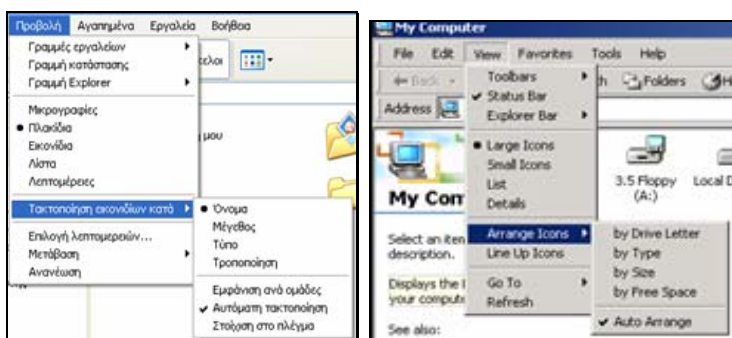 Προβολή Αγαπημένα Εργαλεία Βοήθεια
Γραμμές εργαλείων
Γραμμή κατάστασης
Γραμμή Explorer
Μικρογραφίες
Πλακίδια
Εικονίδια
Λίστα
Λεπτομέρειες
Τακτοποίηση εικονιδίων κατά
Επιλογή λεπτομερειών...
Μετάβαση
Ανανέωση
μου
Όνομα
Μέγεθος
Τύπο
Τροποποίηση
Εμφάνιση ανά ομάδες
Αυτόματη τακτοποίηση
Στοίχιση στο πλέγμα
My Computer
File Edit View Favorites Tools Help
Back
Folders
Address
Toolbars
Status Bar
Explorer Bar
Large Icons
Small Icons
List
Details
Arrange Icons
Line Up Icons
Go To
Refresh
by Drive Letter
by Type
by Size
by Free Space
Auto Arrange
3.5 Floppy
(A:)
Local D
My Com
Select an iten
description.
Displays the
your compute
See also: